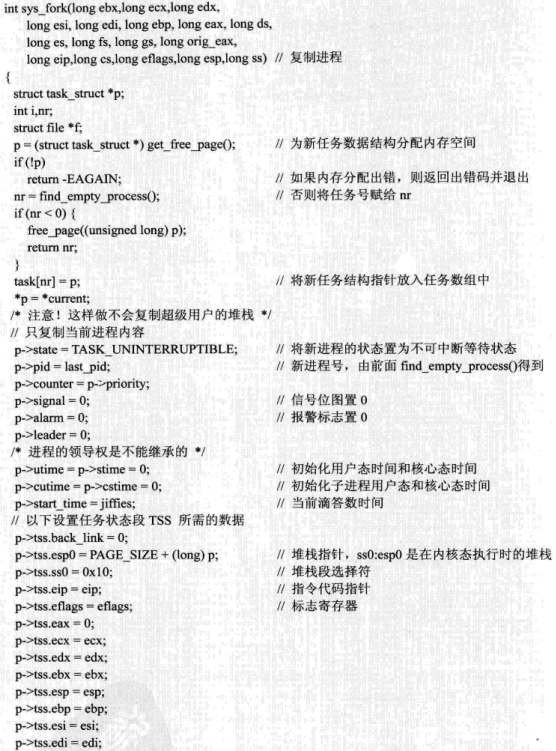 int sys_fork(long ebx,long ecx,long edx,
long esi, long edi, long ebp, long eax, long ds,
long es, long fs, long gs, long orig_eax,
long eip,long cs,long eflags,long esp,long ss) // 复制进程
{
struct task_struct *p;
int i,nr;
struct file *f;
p = (struct task_struct *) get_free_page(); // 为新任务数据结构分配内存空间
if (!p)
return -EAGAIN; // 如果内存分配出错，则返回出错码并退出
nr = find_empty_process(); // 否则将任务号赋给 nr
if (nr < 0) {
free_page((unsigned long) p);
return nr;
}
task[nr] = p; // 将新任务结构指针放入任务数组中
*p = *current;
/* 注意！这样做不会复制超级用户的堆栈 */
// 只复制当前进程内容
p->state = TASK_UNINTERRUPTIBLE; // 将新进程的状态置为不可中断等待状态
p->pid = last_pid; // 新进程号，由前面 find_empty_process()得到
p->counter = p->priority;
p->signal = 0; // 信号位图置 0
p->alarm = 0; // 报警标志置 0
p->leader = 0;
/* 进程的领导权是不能继承的 */
p->utime = p->stime = 0; // 初始化用户态时间和核心态时间
p->cutime = p->cstime = 0; // 初始化子进程用户态和核心态时间
p->start_time = jiffies; // 当前滴答数时间
// 以下设置任务状态段 TSS 所需的数据
p->tss.back_link = 0;
p->tss.esp0 = PAGE_SIZE + (long) p; // 堆栈指针，ss0:esp0 是在内核态执行时的堆栈
p->tss.ss0 = 0x10; // 堆栈段选择符
p->tss.eip = eip; // 指令代码指针
p->tss.eflags = eflags; // 标志寄存器
p->tss.eax = 0;
p->tss.ecx = ecx;
p->tss.edx = edx;
p->tss.ebx = ebx;
p->tss.esp = esp;
p->tss.ebp = ebp;
p->tss.esi = esi;
p->tss.edi = edi;